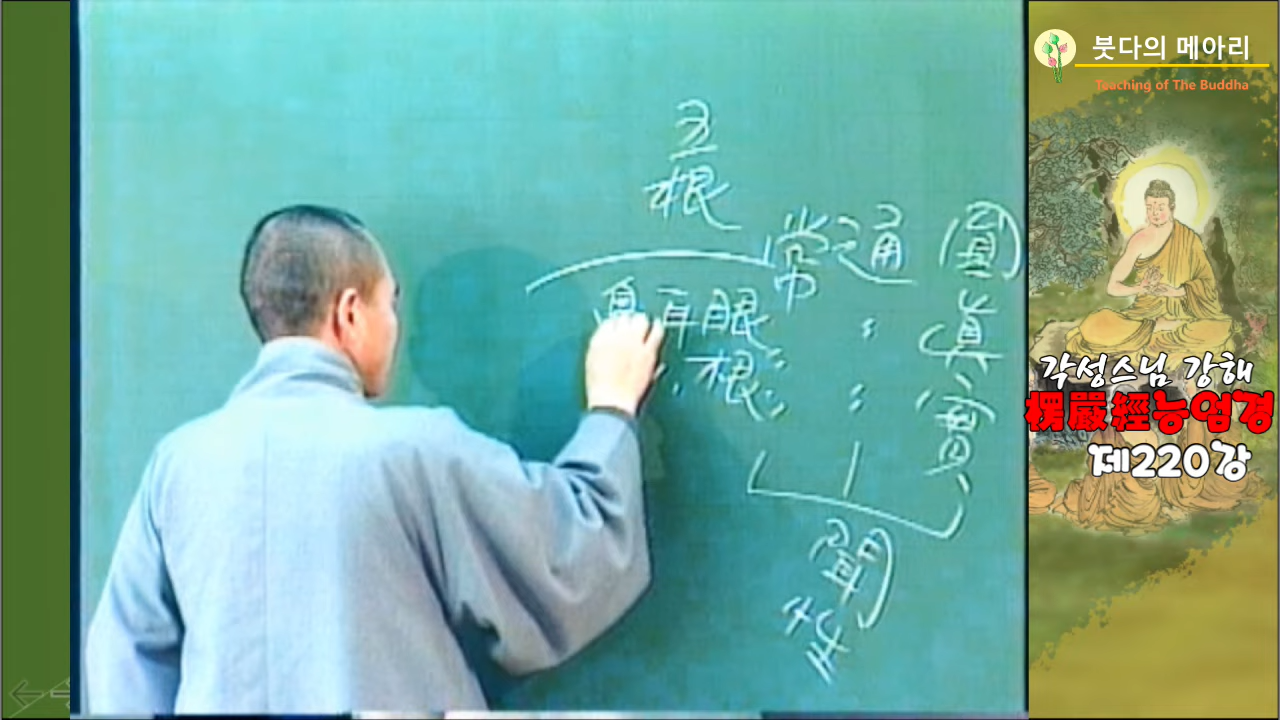 붓다의 메아리
Teaching of The Buddha
각성스님 강해
楞嚴經능엄경
제220강
五根
圓眞實
通〃〃
常〃〃
眼根
耳〃
鼻
聞性